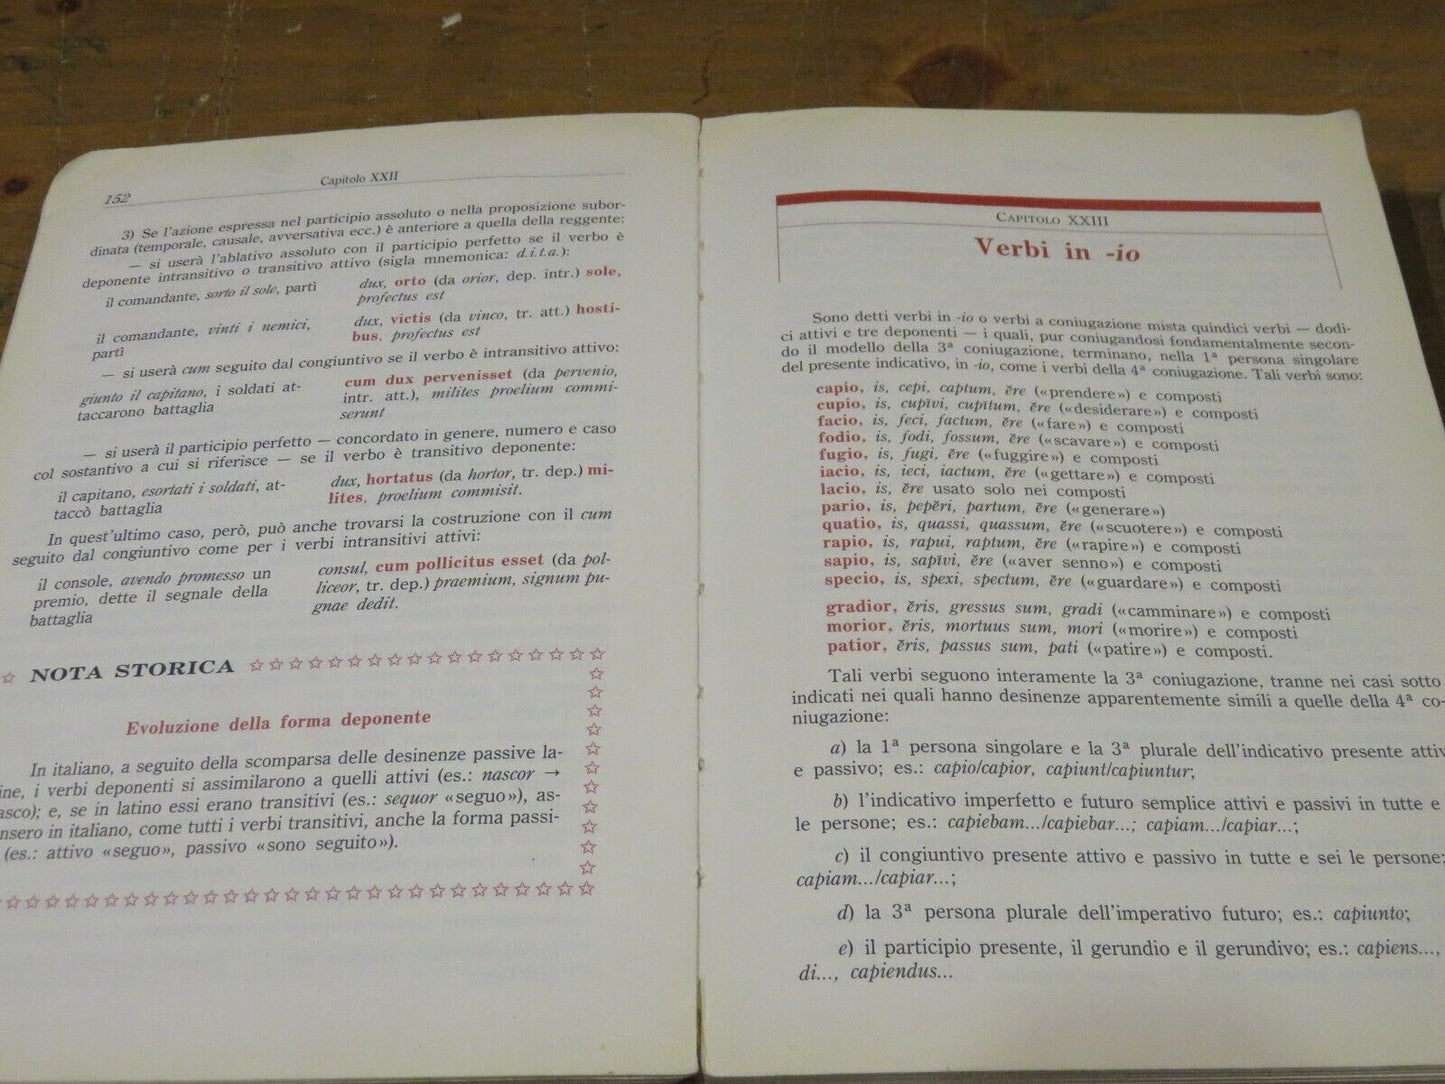 152
Capitolo XXII
3) Se l'azione espressa nel participio assoluto o nella proposizione subor-
dinata (temporale, causale, avversativa ecc.) è anteriore a quella della reggente:
— si userà l'ablativo assoluto con il participio perfetto se il verbo è
deponente intransitivo o transitivo attivo (sigla mnemonica: d.i.t.a.):
il comandante, sorto il sole, partì
dux, orto (da orior, dep. intr.) sole,
profectus est
il comandante, vinti i nemici,
partì
dux, victis (da vinco, tr. att.) hosti-
bus, profectus est
— si userà cum seguito dal congiuntivo se il verbo è intransitivo attivo:
giunto il capitano, i soldati at-
taccarono battaglia
cum dux pervenisset (da pervenio,
intr. att.), milites proelium commi-
serunt
— si userà il participio perfetto — concordato in genere, numero e caso
col sostantivo a cui si riferisce — se il verbo è transitivo deponente:
il capitano, esortati i soldati, at-
taccò battaglia
dux, hortatus (da hortor, tr. dep.) mi-
lites, proelium commisit.
In quest'ultimo caso, però, può anche trovarsi la costruzione con il cum
seguito dal congiuntivo come per i verbi intransitivi attivi:
il console, avendo promesso un
premio, dette il segnale della
battaglia
consul, cum pollicitus esset (da pol-
liceor, tr. dep.) praemium, signum pu-
gnae dedit.
NOTA STORICA
Evoluzione della forma deponente
In italiano, a seguito della scomparsa delle desinenze passive la-
ine, i verbi deponenti si assimilarono a quelli attivi (es.: nascor →
asco); e, se in latino essi erano transitivi (es.: sequor «seguo»), as-
nsero in italiano, come tutti i verbi transitivi, anche la forma passi-
(es.: attivo «seguo», passivo «sono seguito»).
CAPITOLO XXIII
Verbi in -io
Sono detti verbi in -io o verbi a coniugazione mista quindici verbi — dodi-
ci attivi e tre deponenti — i quali, pur coniugandosi fondamentalmente secon-
do il modello della 3ª coniugazione, terminano, nella 1ª persona singolare
del presente indicativo, in -io, come i verbi della 4ª coniugazione. Tali verbi sono:
capio, is, cepi, captum, ĕre («prendere») e composti
cupio, is, cupīvi, cupītum, ĕre («desiderare») e composti
facio, is, feci, factum, ĕre («fare») e composti
fodio, is, fodi, fossum, ĕre («scavare») e composti
fugio, is, fugi, ĕre («fuggire») e composti
iacio, is, ieci, iactum, ĕre («gettare») e composti
lacio, is, ĕre usato solo nei composti
pario, is, pepĕri, partum, ĕre («generare»)
quatio, is, quassi, quassum, ĕre («scuotere») e composti
rapio, is, rapui, raptum, ĕre («rapire») e composti
sapio, is, sapīvi, ĕre («aver senno») e composti
specio, is, spexi, spectum, ĕre («guardare») e composti
gradior, ĕris, gressus sum, gradi («camminare») e composti
morior, ĕris, mortuus sum, mori («morire») e composti
patior, ĕris, passus sum, pati («patire») e composti.
Tali verbi seguono interamente la 3ª coniugazione, tranne nei casi sotto
indicati nei quali hanno desinenze apparentemente simili a quelle della 4ª co-
niugazione:
a) la 1ª persona singolare e la 3ª plurale dell'indicativo presente attiv
e passivo; es.: capio/capior, capiunt/capiuntur;
b) l'indicativo imperfetto e futuro semplice attivi e passivi in tutte e
le persone; es.: capiebam.../capiebar...; capiam.../capiar...;
c) il congiuntivo presente attivo e passivo in tutte e sei le persone;
capiam.../capiar...;
d) la 3ª persona plurale dell'imperativo futuro; es.: capiunto;
e) il participio presente, il gerundio e il gerundivo; es.: capiens...,
di..., capiendus...